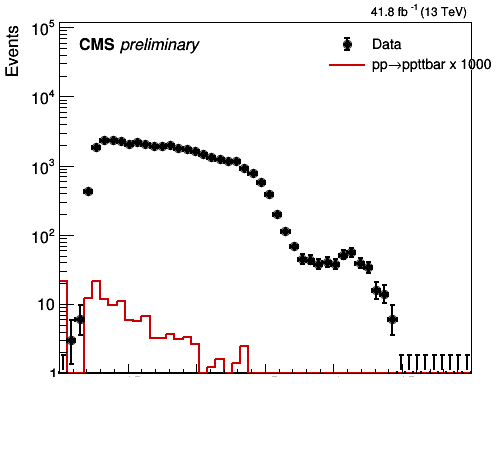 41.8 fb⁻¹ (13 TeV)
Events
CMS preliminary
Data
pp→ppttbar x 1000
10⁵
10⁴
10³
10²
10
1